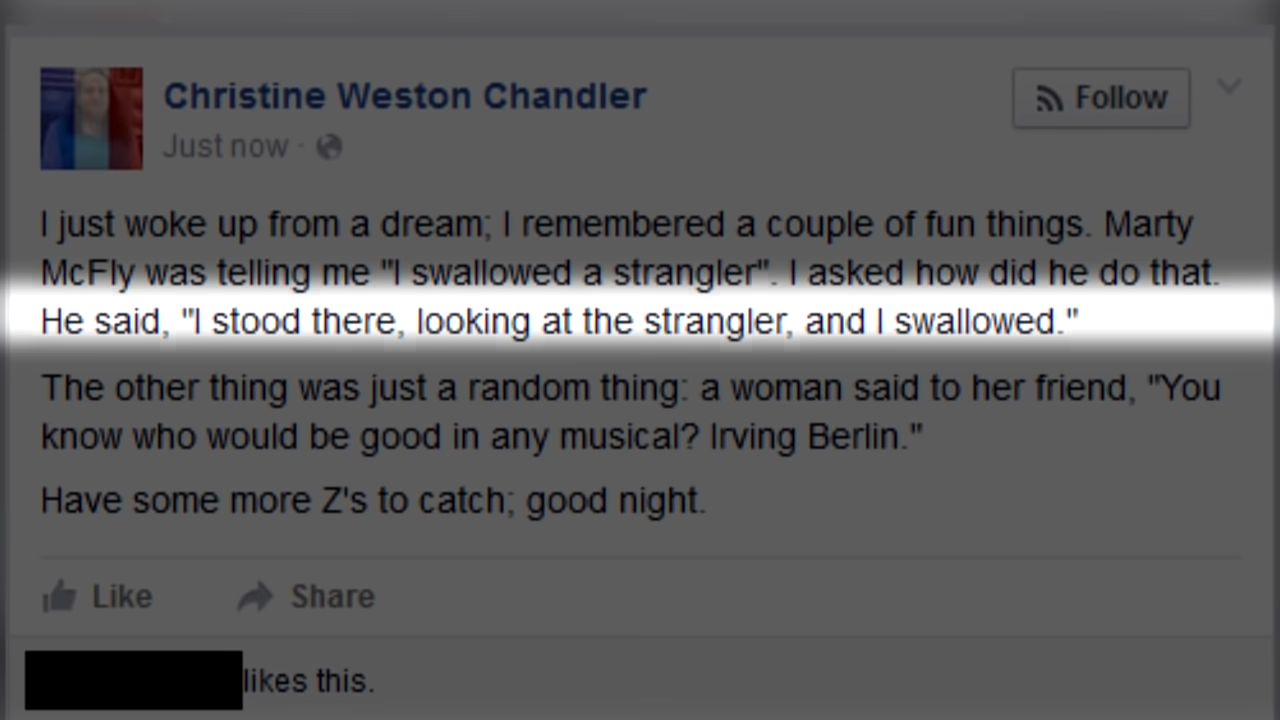 Christine Weston Chandler
Follow
Just now ·
I just woke up from a dream; I remembered a couple of fun things. Marty
McFly was telling me "I swallowed a strangler". I asked how did he do that.
He said, "I stood there, looking at the strangler, and I swallowed."
The other thing was just a random thing: a woman said to her friend, "You
know who would be good in any musical? Irving Berlin."
Have some more Z's to catch; good night.
Like Share
likes this.